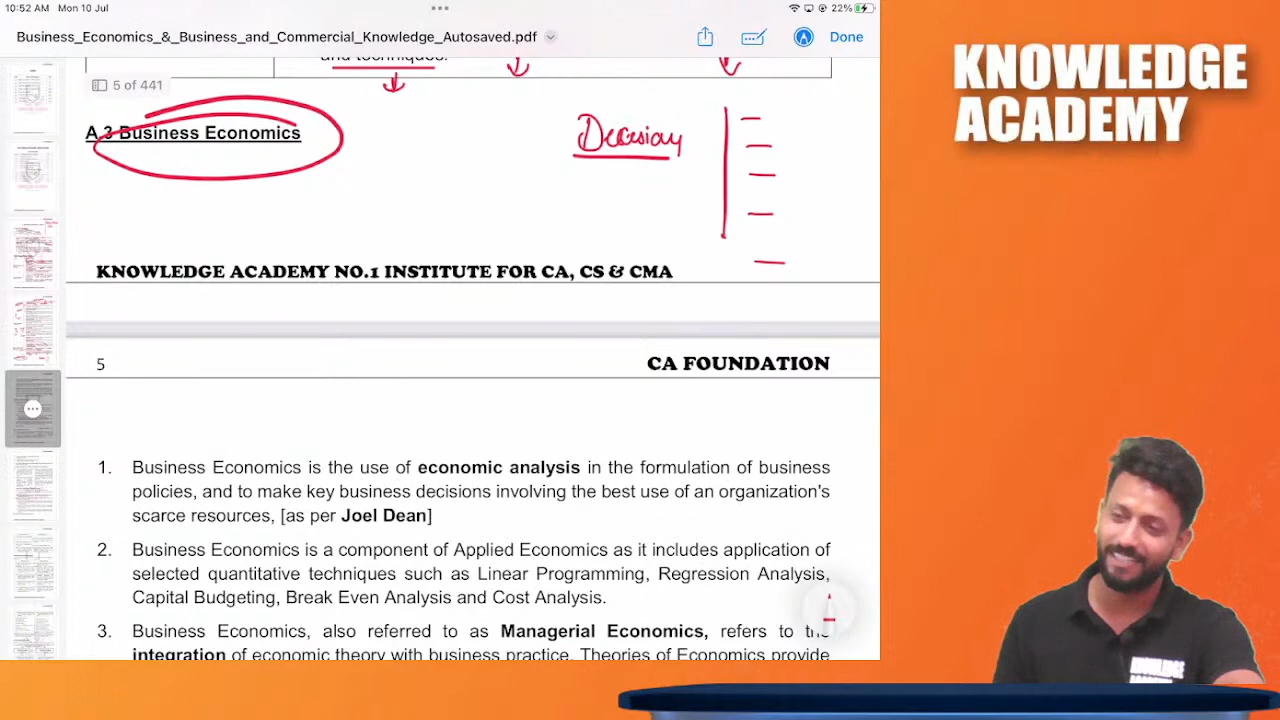 10:52 AM Mon 10 Jul
22%
Business_Economics_&_Business_and_Commercial_Knowledge_Autosaved.pdf
Done
and techniques.
5 of 441
A.3 Business Economics
Decision
KNOWLEDGE ACADEMY NO.1 INSTITUTE FOR CA, CS & CMA
5
CA FOUNDATION
1. Business Economics is the use of economic analysis in the formulation of busine
policies, and to make key business decisions involving the best use of an organization
scarce resources, [as per Joel Dean]
2. Business Economics is a component of Applied Economics as it includes application of
selected quantitative techniques such as Linear Programming, Regression Analysis,
Capital Budgeting, Break Even Analysis and Cost Analysis.
3. Business Economics, also referred to as Managerial Economics, refers to
integration of economic theory with business practice. Theories of Economics provide
KNOWLEDGE
ACADEMY
KNOWLEDGE